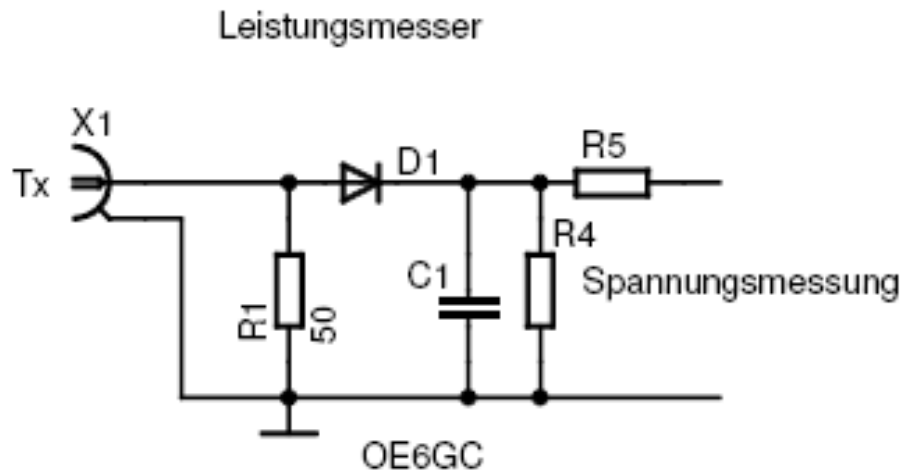 Leistungsmesser
X1
Tx
D1
R5
R4
C1
R1
50
Spannungsmessung
OE6GC